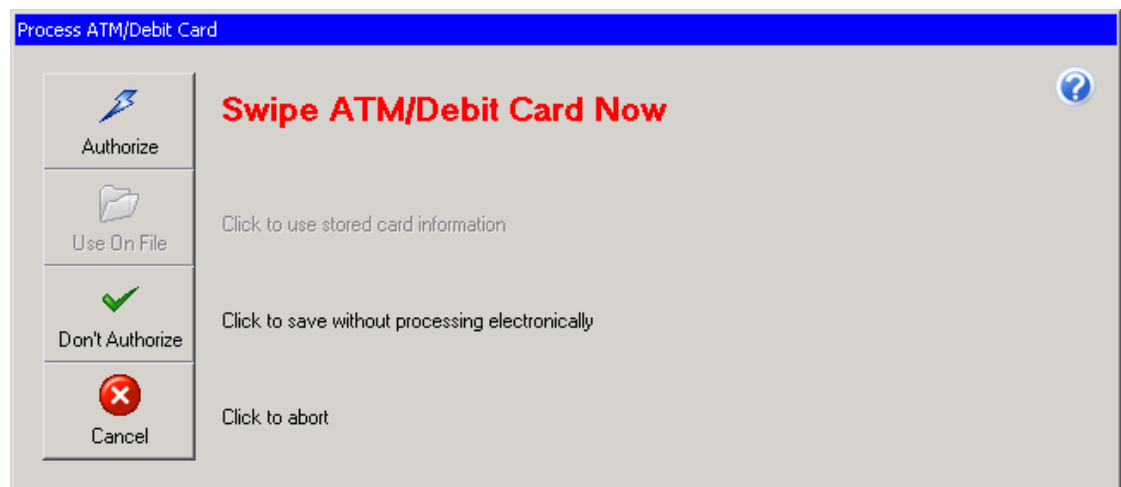 Process ATM/Debit Card
Authorize
Swipe ATM/Debit Card Now
Use On File
Click to use stored card information
Don't Authorize
Click to save without processing electronically
Cancel
Click to abort